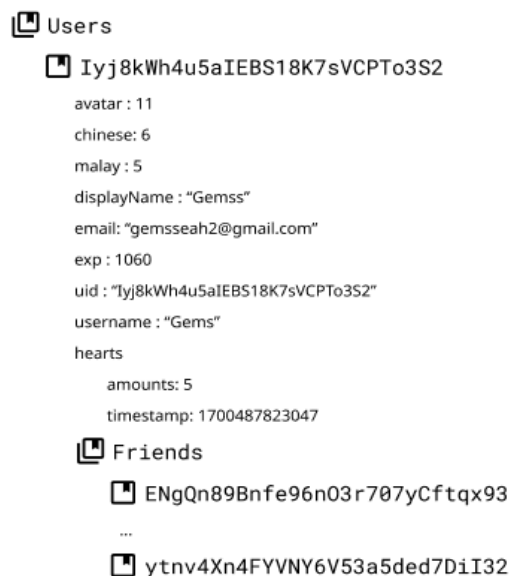 Users
Iyj8kWh4u5aIEBS18K7sVCPTo3S2
avatar : 11
chinese: 6
malay : 5
displayName : “Gemss”
email: “gemsseah2@gmail.com”
exp : 1060
uid : “Iyj8kWh4u5aIEBS18K7sVCPTo3S2”
username : “Gems”
hearts
amounts: 5
timestamp: 1700487823047
Friends
ENgQn89Bnfe96nO3r707yCftqx93
...
ytnv4Xn4FYVNY6V53a5ded7DiI32